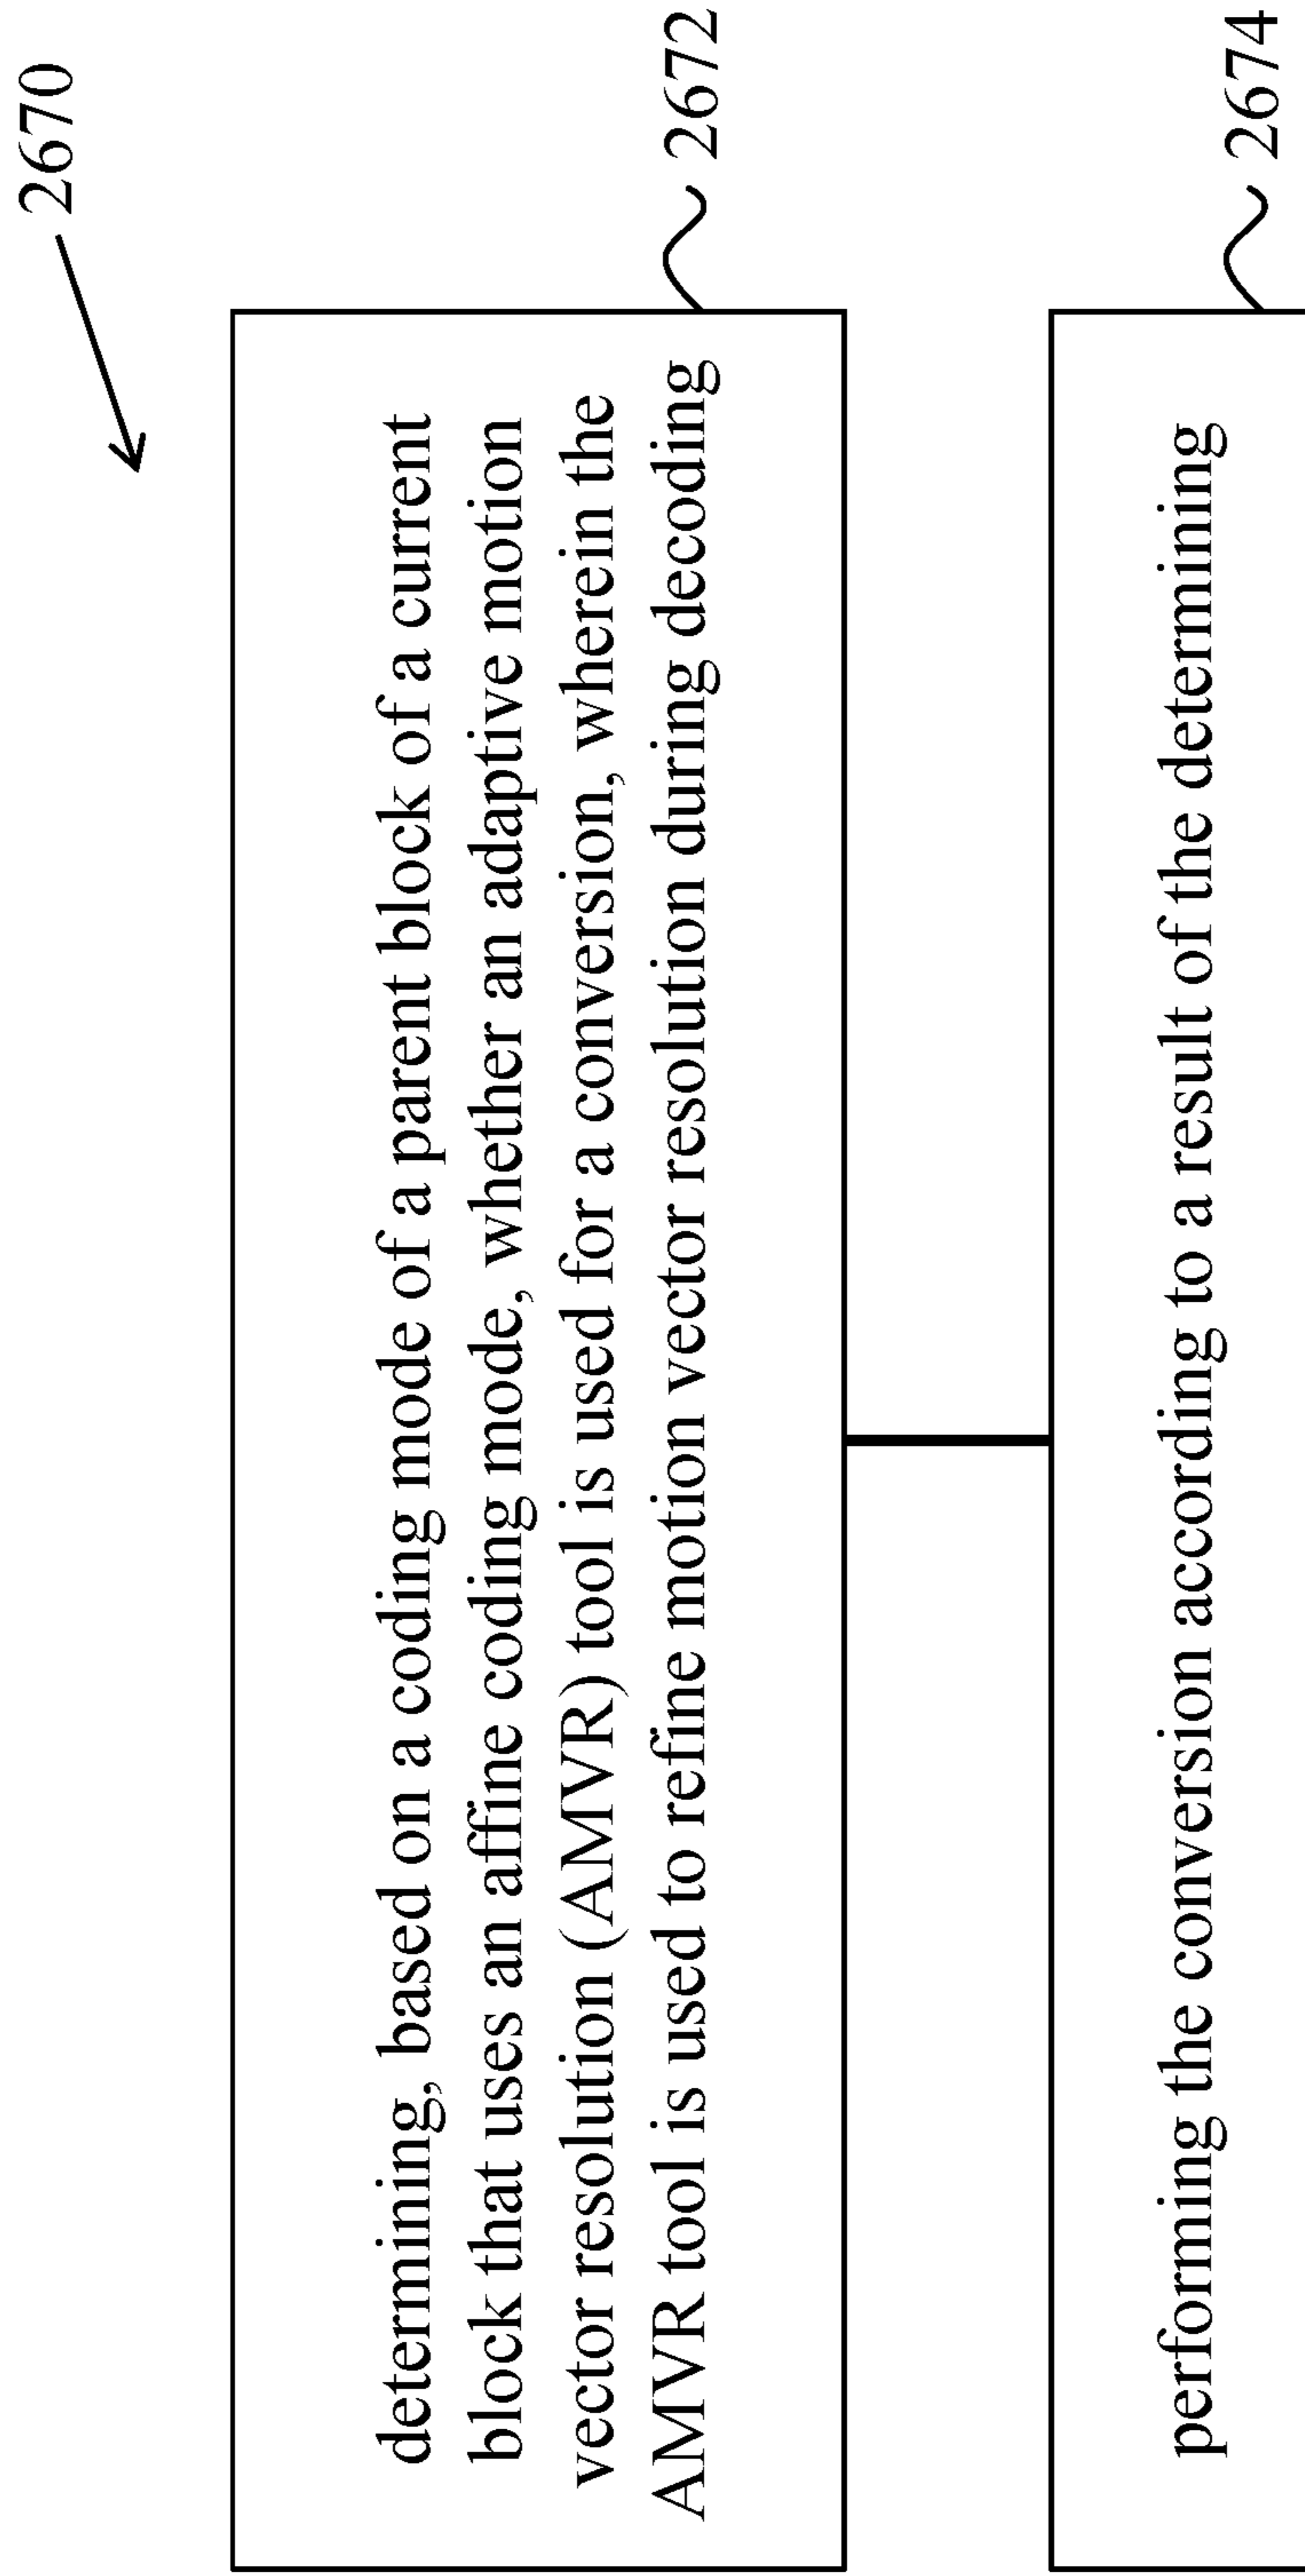 2670
determining, based on a coding mode of a parent block of a current
block that uses an affine coding mode, whether an adaptive motion
vector resolution (AMVR) tool is used for a conversion, wherein the
AMVR tool is used to refine motion vector resolution during decoding
2672
performing the conversion according to a result of the determining
2674